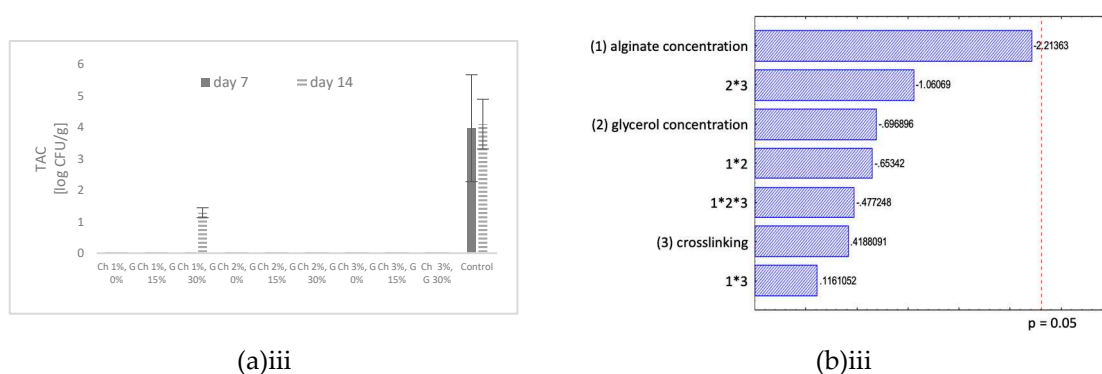 6
5
4
3
2
1
0
TAC
[log CFU/g]
day 7
day 14
Ch 1%, G Ch 1%, G Ch 1%, G Ch 2%, G Ch 2%, G Ch 2%, G Ch 3%, G Ch 3%, G Ch 3%, Control
0% 15% 30% 0% 15% 30% 0% 15% G 30%
(a)iii
(1) alginate concentration
-2.21363
2*3
-1.06069
(2) glycerol concentration
-.696896
1*2
-.65342
1*2*3
-.477248
(3) crosslinking
.4188091
1*3
.1161052
p = 0.05
(b)iii